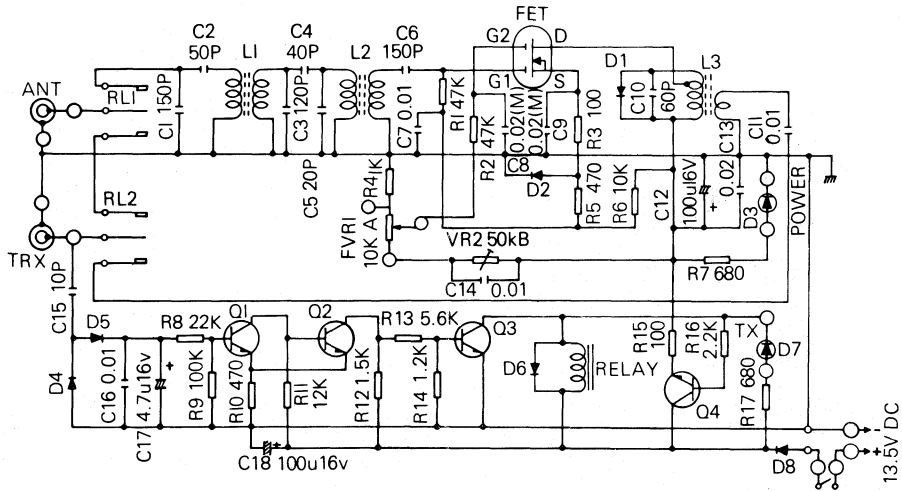 FET
C2
50P
L1
C4
40P
L2
C6
150P
G2
D
G1
S
D1
L3
ANT
RL1
C1 150P
C3 120P
C7 0.01
R1 47K
R2 47K
0.02(M)
C8
0.02(M)
C9
R3 100
C10
60P
C13
0.02
C11
0.01
C5 20P
R4 1K
D2
R5 470
R6 10K
C12
100u16V
+
D3
POWER
RL2
TRX
FVR1
10K A
VR2 50kB
C14
0.01
R7 680
C15 10P
D5
R8 22K
Q1
Q2
R13 5.6K
Q3
R15
100
R16
2.2K
TX
D7
D4
C16 0.01
C17 4.7u16v
+
R9 100K
R10 470
R11
12K
R12 1.5K
R14 1.2K
D6
RELAY
Q4
R17 680
C18 100u16v
+
D8
-
+
13.5V DC